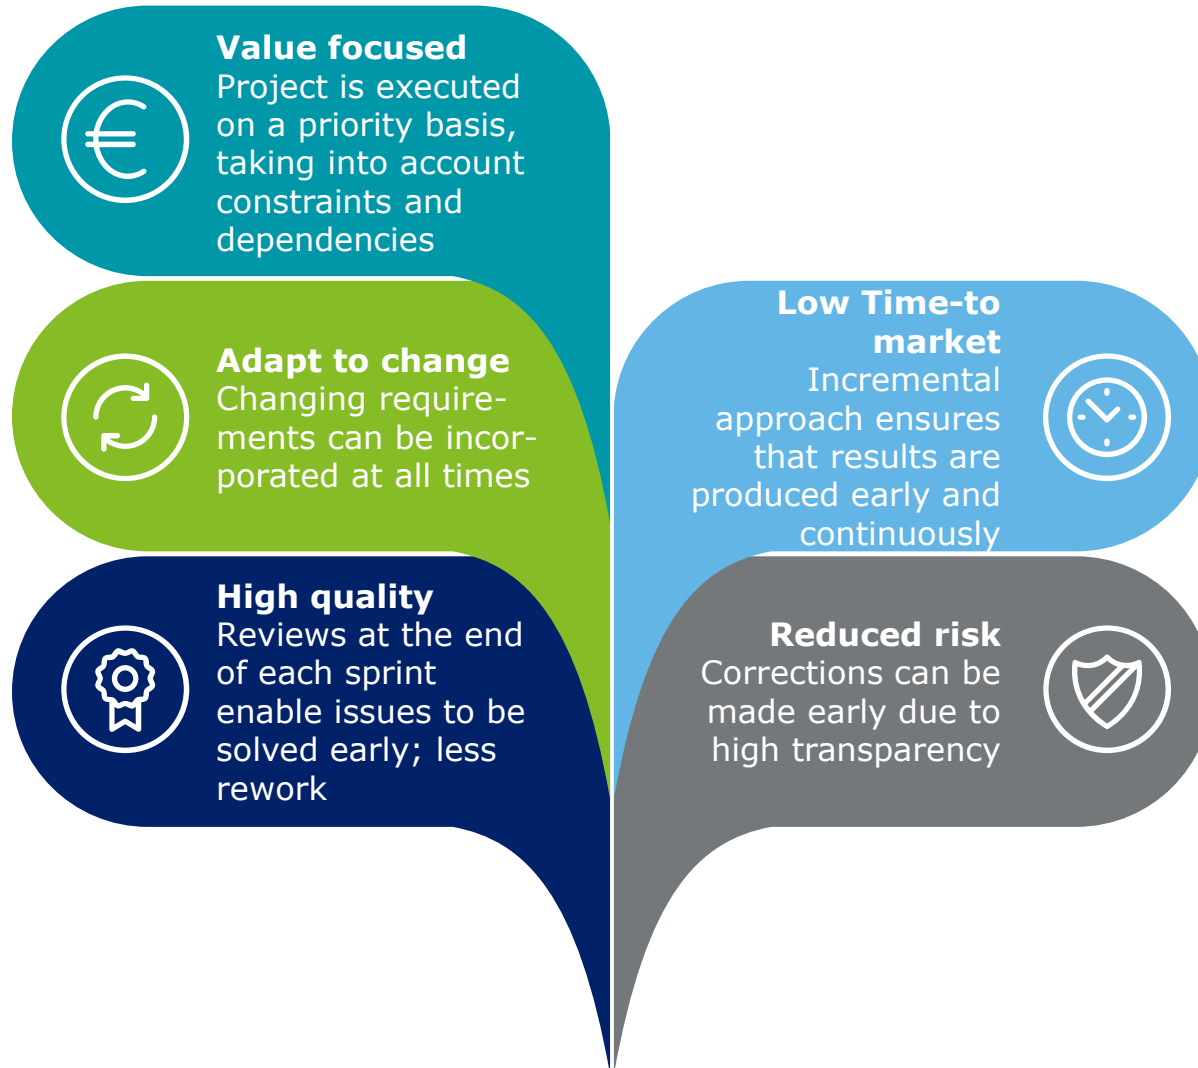 Value focused
Project is executed
on a priority basis,
taking into account
constraints and
dependencies
Adapt to change
Changing require-
ments can be incor-
porated at all times
High quality
Reviews at the end
of each sprint
enable issues to be
solved early; less
rework
Low Time-to
market
Incremental
approach ensures
that results are
produced early and
continuously
Reduced risk
Corrections can be
made early due to
high transparency